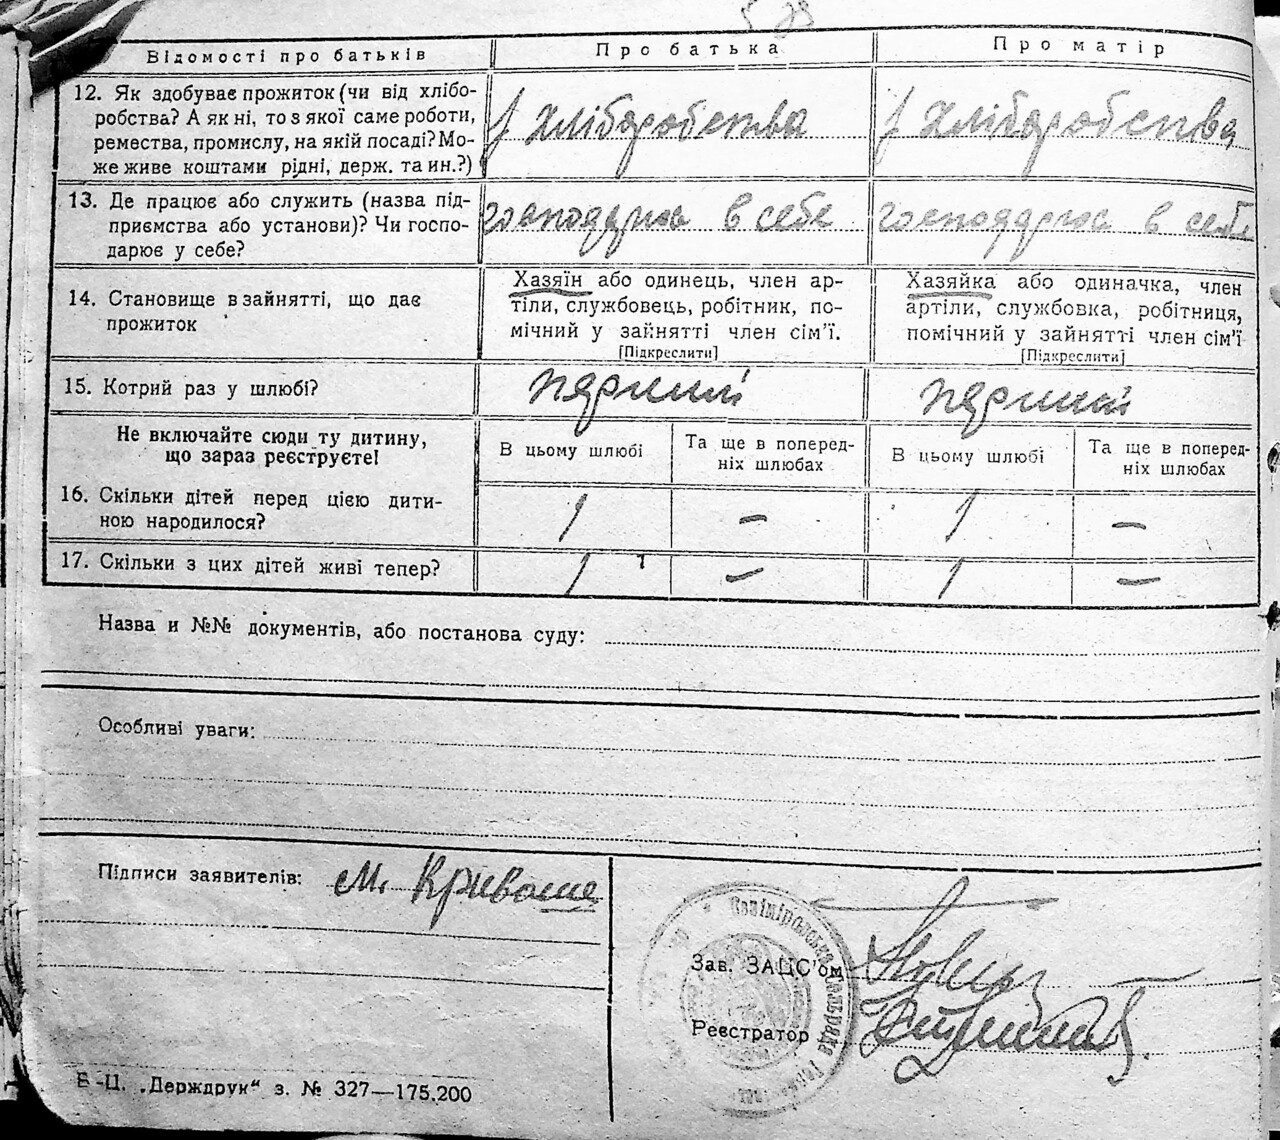 Відомості про батьків
Про батька
Про матір
12. Як здобуває прожиток (чи від хлібо-
робства? А як ні, то з якої саме роботи,
ремества, промислу, на якій посаді? Мо-
же живе коштами рідні, держ. та ин.?)
з хліборобства
з хліборобства
13. Де працює або служить (назва під-
приємства або установи)? Чи госпо-
дарює у себе?
господарює в себе
господарює в себе
14. Становище в зайнятті, що дає
прожиток
Хазяїн або одинець, член ар-
тіли, службовець, робітник, по-
мічний у зайнятті член сім'ї.
[Підкреслити]
Хазяйка або одиначка, член
артіли, службовка, робітниця,
помічний у зайнятті член сім'ї
[Підкреслити]
15. Котрий раз у шлюбі?
перший
перший
Не включайте сюди ту дитину,
що зараз реєструєте!
В цьому шлюбі
Та ще в поперед-
ніх шлюбах
В цьому шлюбі
Та ще в поперед-
ніх шлюбах
16. Скільки дітей перед цією дити-
ною народилося?
1 — 1 —
17. Скільки з цих дітей живі тепер?
1 — 1 —
Назва и №№ документів, або постанова суду:
Особливі уваги:
Підписи заявителів: М. Кривоше
Зав. ЗАЦС'ом
Реєстратор
В-Ц. „Держдрук" з. № 327—175.200